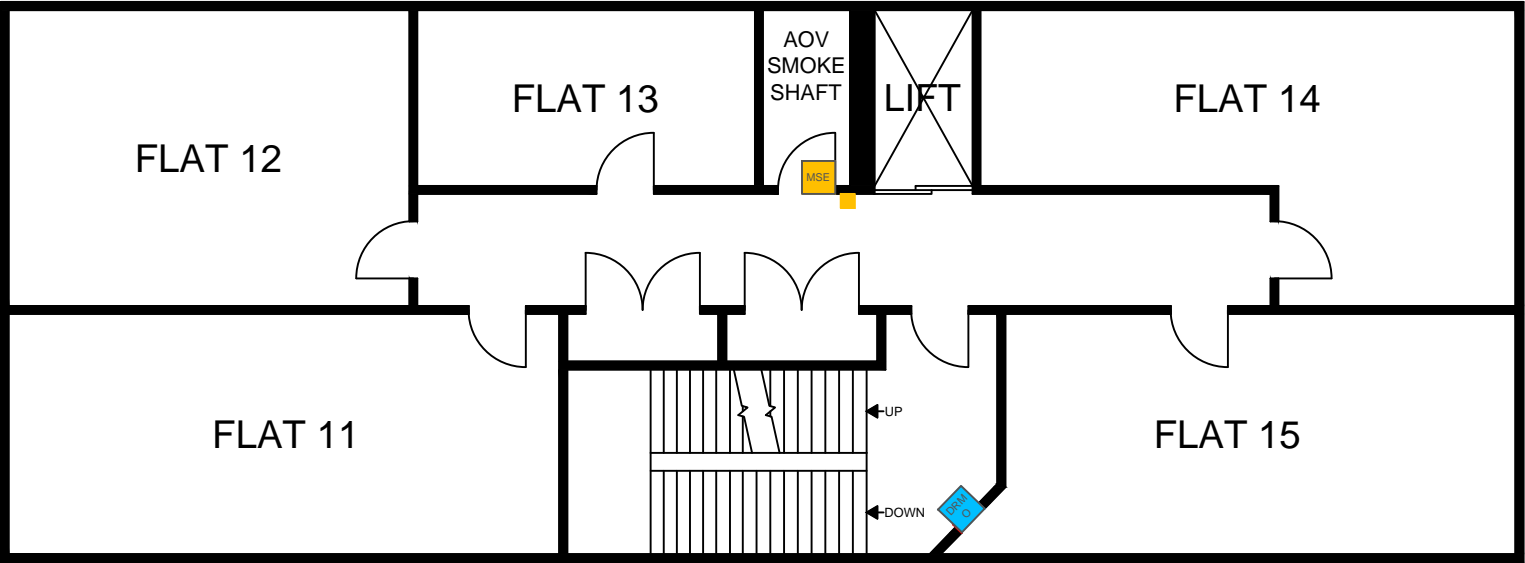 AOV
SMOKE
SHAFT
FLAT 13
LIFT
FLAT 14
FLAT 12
MSE
UP
FLAT 11
FLAT 15
DRM
O
DOWN